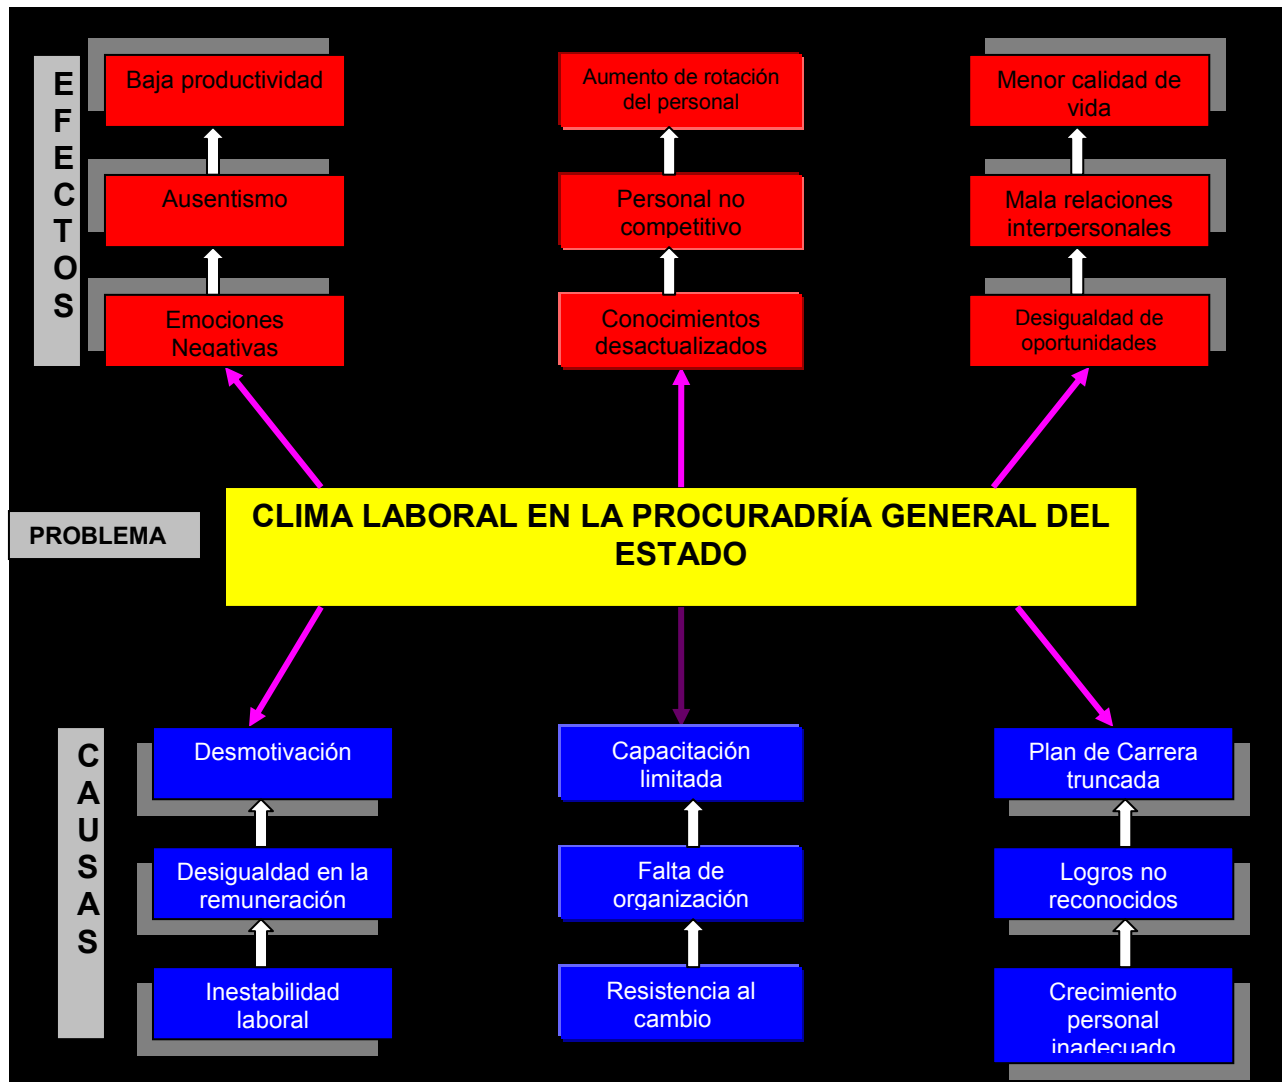 EFECTOS
Baja productividad
Aumento de rotación
del personal
Menor calidad de
vida
Ausentismo
Personal no
competitivo
Mala relaciones
interpersonales
Emociones
Negativas
Conocimientos
desactualizados
Desigualdad de
oportunidades
PROBLEMA
CLIMA LABORAL EN LA PROCURADRÍA GENERAL DEL
ESTADO
CAUSAS
Desmotivación
Capacitación
limitada
Plan de Carrera
truncada
Desigualdad en la
remuneración
Falta de
organización
Logros no
reconocidos
Inestabilidad
laboral
Resistencia al
cambio
Crecimiento
personal
inadecuado